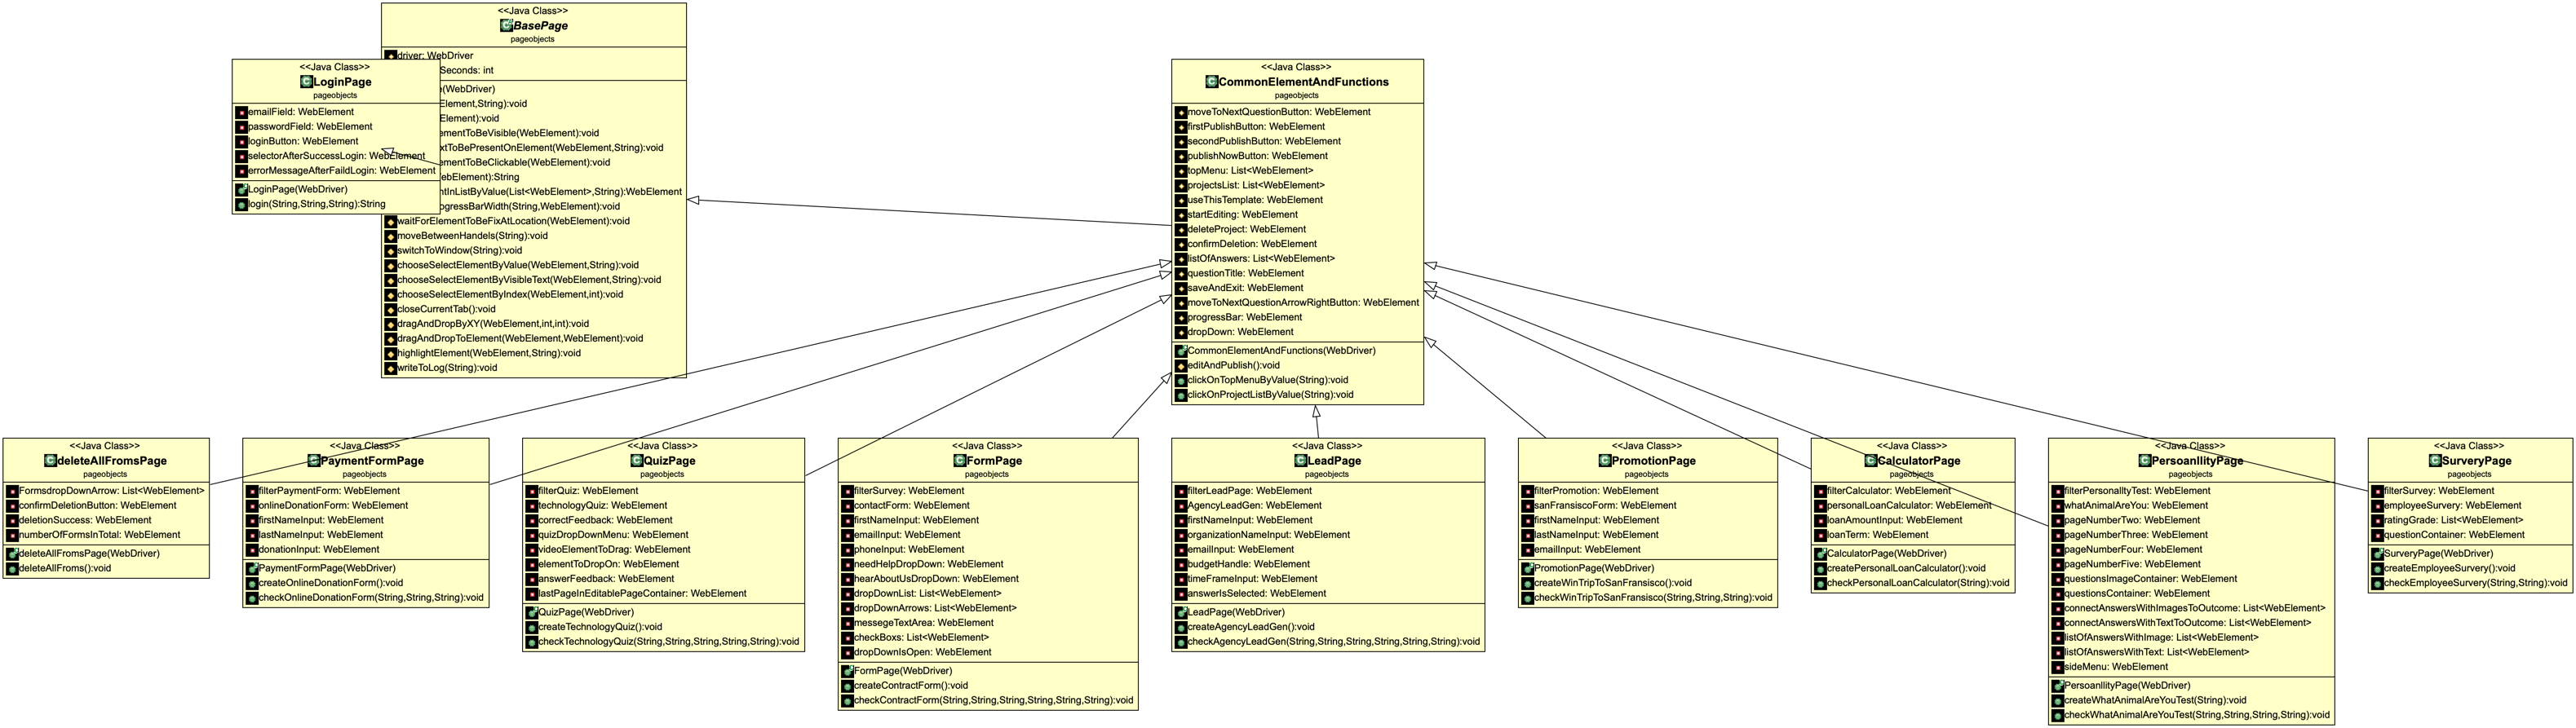 <<Java Class>>
BasePage
pageobjects
driver: WebDriver
Seconds: int
(WebDriver)
Element,String):void
Element):void
ementToBeVisible(WebElement):void
xtToBePresentOnElement(WebElement,String):void
ementToBeClickable(WebElement):void
ebElement):String
ntInListByValue(List<WebElement>,String):WebElement
ogressBarWidth(String,WebElement):void
waitForElementToBeFixAtLocation(WebElement):void
moveBetweenHandels(String):void
switchToWindow(String):void
chooseSelectElementByValue(WebElement,String):void
chooseSelectElementByVisibleText(WebElement,String):void
chooseSelectElementByIndex(WebElement,int):void
closeCurrentTab():void
dragAndDropByXY(WebElement,int,int):void
dragAndDropToElement(WebElement,WebElement):void
highlightElement(WebElement,String):void
writeToLog(String):void
<<Java Class>>
LoginPage
pageobjects
emailField: WebElement
passwordField: WebElement
loginButton: WebElement
selectorAfterSuccessLogin: WebElement
errorMessageAfterFaildLogin: WebElement
LoginPage(WebDriver)
login(String,String,String):String
<<Java Class>>
CommonElementAndFunctions
pageobjects
moveToNextQuestionButton: WebElement
firstPublishButton: WebElement
secondPublishButton: WebElement
publishNowButton: WebElement
topMenu: List<WebElement>
projectsList: List<WebElement>
useThisTemplate: WebElement
startEditing: WebElement
deleteProject: WebElement
confirmDeletion: WebElement
listOfAnswers: List<WebElement>
questionTitle: WebElement
saveAndExit: WebElement
moveToNextQuestionArrowRightButton: WebElement
progressBar: WebElement
dropDown: WebElement
CommonElementAndFunctions(WebDriver)
editAndPublish():void
clickOnTopMenuByValue(String):void
clickOnProjectListByValue(String):void
<<Java Class>>
deleteAllFromsPage
pageobjects
FormsdropDownArrow: List<WebElement>
confirmDeletionButton: WebElement
deletionSuccess: WebElement
numberOfFormsInTotal: WebElement
deleteAllFromsPage(WebDriver)
deleteAllFroms():void
<<Java Class>>
PaymentFormPage
pageobjects
filterPaymentForm: WebElement
onlineDonationForm: WebElement
firstNameInput: WebElement
lastNameInput: WebElement
donationInput: WebElement
PaymentFormPage(WebDriver)
createOnlineDonationForm():void
checkOnlineDonationForm(String,String,String):void
<<Java Class>>
QuizPage
pageobjects
filterQuiz: WebElement
technologyQuiz: WebElement
correctFeedback: WebElement
quizDropDownMenu: WebElement
videoElementToDrag: WebElement
elementToDropOn: WebElement
answerFeedback: WebElement
lastPageInEditablePageContainer: WebElement
QuizPage(WebDriver)
createTechnologyQuiz():void
checkTechnologyQuiz(String,String,String,String,String):void
<<Java Class>>
FormPage
pageobjects
filterSurvey: WebElement
contactForm: WebElement
firstNameInput: WebElement
emailInput: WebElement
phoneInput: WebElement
needHelpDropDown: WebElement
hearAboutUsDropDown: WebElement
dropDownList: List<WebElement>
dropDownArrows: List<WebElement>
messegeTextArea: WebElement
checkBoxs: List<WebElement>
dropDownIsOpen: WebElement
FormPage(WebDriver)
createContractForm():void
checkContractForm(String,String,String,String,String,String):void
<<Java Class>>
LeadPage
pageobjects
filterLeadPage: WebElement
AgencyLeadGen: WebElement
firstNameInput: WebElement
organizationNameInput: WebElement
emailInput: WebElement
budgetHandle: WebElement
timeFrameInput: WebElement
answerIsSelected: WebElement
LeadPage(WebDriver)
createAgencyLeadGen():void
checkAgencyLeadGen(String,String,String,String,String,String):void
<<Java Class>>
PromotionPage
pageobjects
filterPromotion: WebElement
sanFransiscoForm: WebElement
firstNameInput: WebElement
lastNameInput: WebElement
emailInput: WebElement
PromotionPage(WebDriver)
createWinTripToSanFransisco():void
checkWinTripToSanFransisco(String,String,String):void
<<Java Class>>
CalculatorPage
pageobjects
filterCalculator: WebElement
personalLoanCalculator: WebElement
loanAmountInput: WebElement
loanTerm: WebElement
CalculatorPage(WebDriver)
createPersonalLoanCalculator():void
checkPersonalLoanCalculator(String):void
<<Java Class>>
PersoanllityPage
pageobjects
filterPersonalltyTest: WebElement
whatAnimalAreYou: WebElement
pageNumberTwo: WebElement
pageNumberThree: WebElement
pageNumberFour: WebElement
pageNumberFive: WebElement
questionsImageContainer: WebElement
questionsContainer: WebElement
connectAnswersWithImagesToOutcome: List<WebElement>
connectAnswersWithTextToOutcome: List<WebElement>
listOfAnswersWithImage: List<WebElement>
listOfAnswersWithText: List<WebElement>
sideMenu: WebElement
PersoanllityPage(WebDriver)
createWhatAnimalAreYouTest(String):void
checkWhatAnimalAreYouTest(String,String,String,String):void
<<Java Class>>
SurveryPage
pageobjects
filterSurvey: WebElement
employeeSurvery: WebElement
ratingGrade: List<WebElement>
questionContainer: WebElement
SurveryPage(WebDriver)
createEmployeeSurvery():void
checkEmployeeSurvery(String,String):void